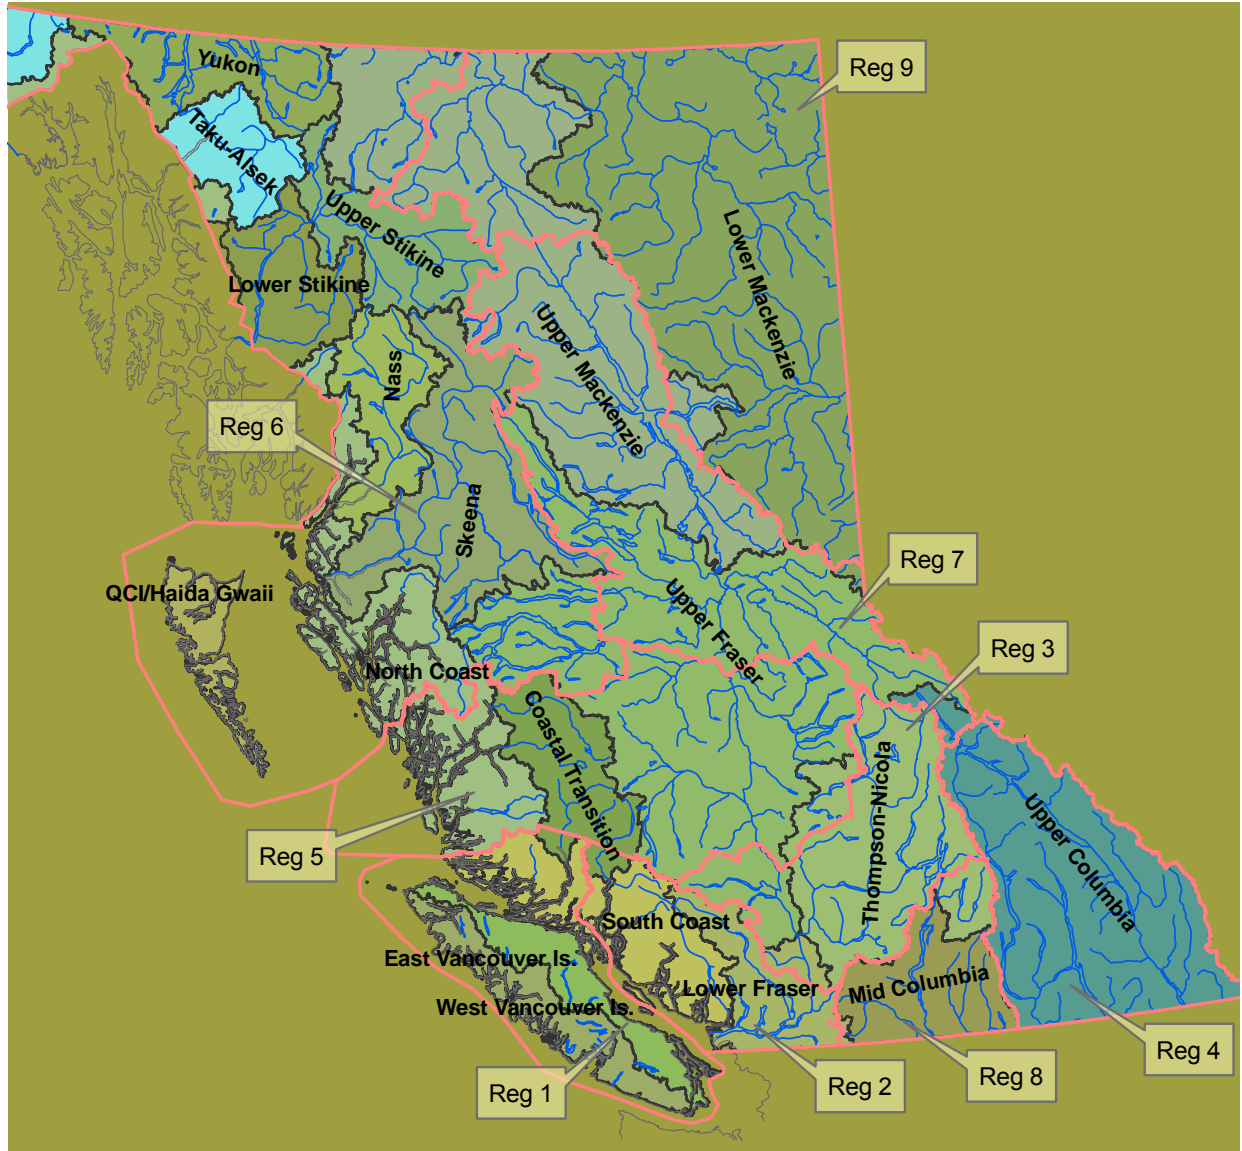 Yukon
Reg 9
Taku-Alsek
Upper Stikine
Lower Stikine
Lower Mackenzie
Upper Mackenzie
Nass
Reg 6
Skeena
Reg 7
QCI/Haida Gwaii
Upper Fraser
Reg 3
North Coast
Coastal Transition
Thompson-Nicola
Upper Columbia
Reg 5
South Coast
East Vancouver Is.
Lower Fraser
Mid Columbia
West Vancouver Is.
Reg 4
Reg 1
Reg 2
Reg 8